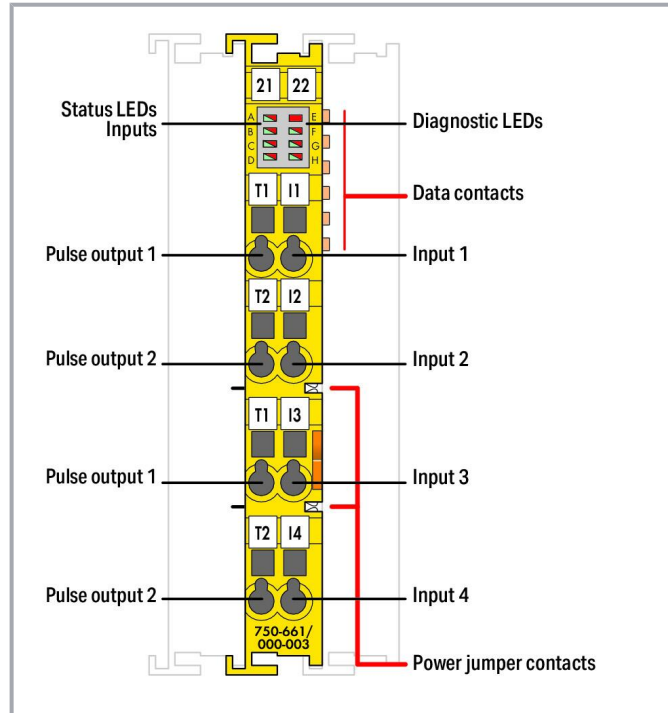 21 22
Status LEDs
Inputs
A E
B F
C G
D H
Diagnostic LEDs
Data contacts
T1 I1
Pulse output 1
Input 1
T2 I2
Pulse output 2
Input 2
T1 I3
Pulse output 1
Input 3
T2 I4
Pulse output 2
Input 4
750-661/
000-003
Power jumper contacts